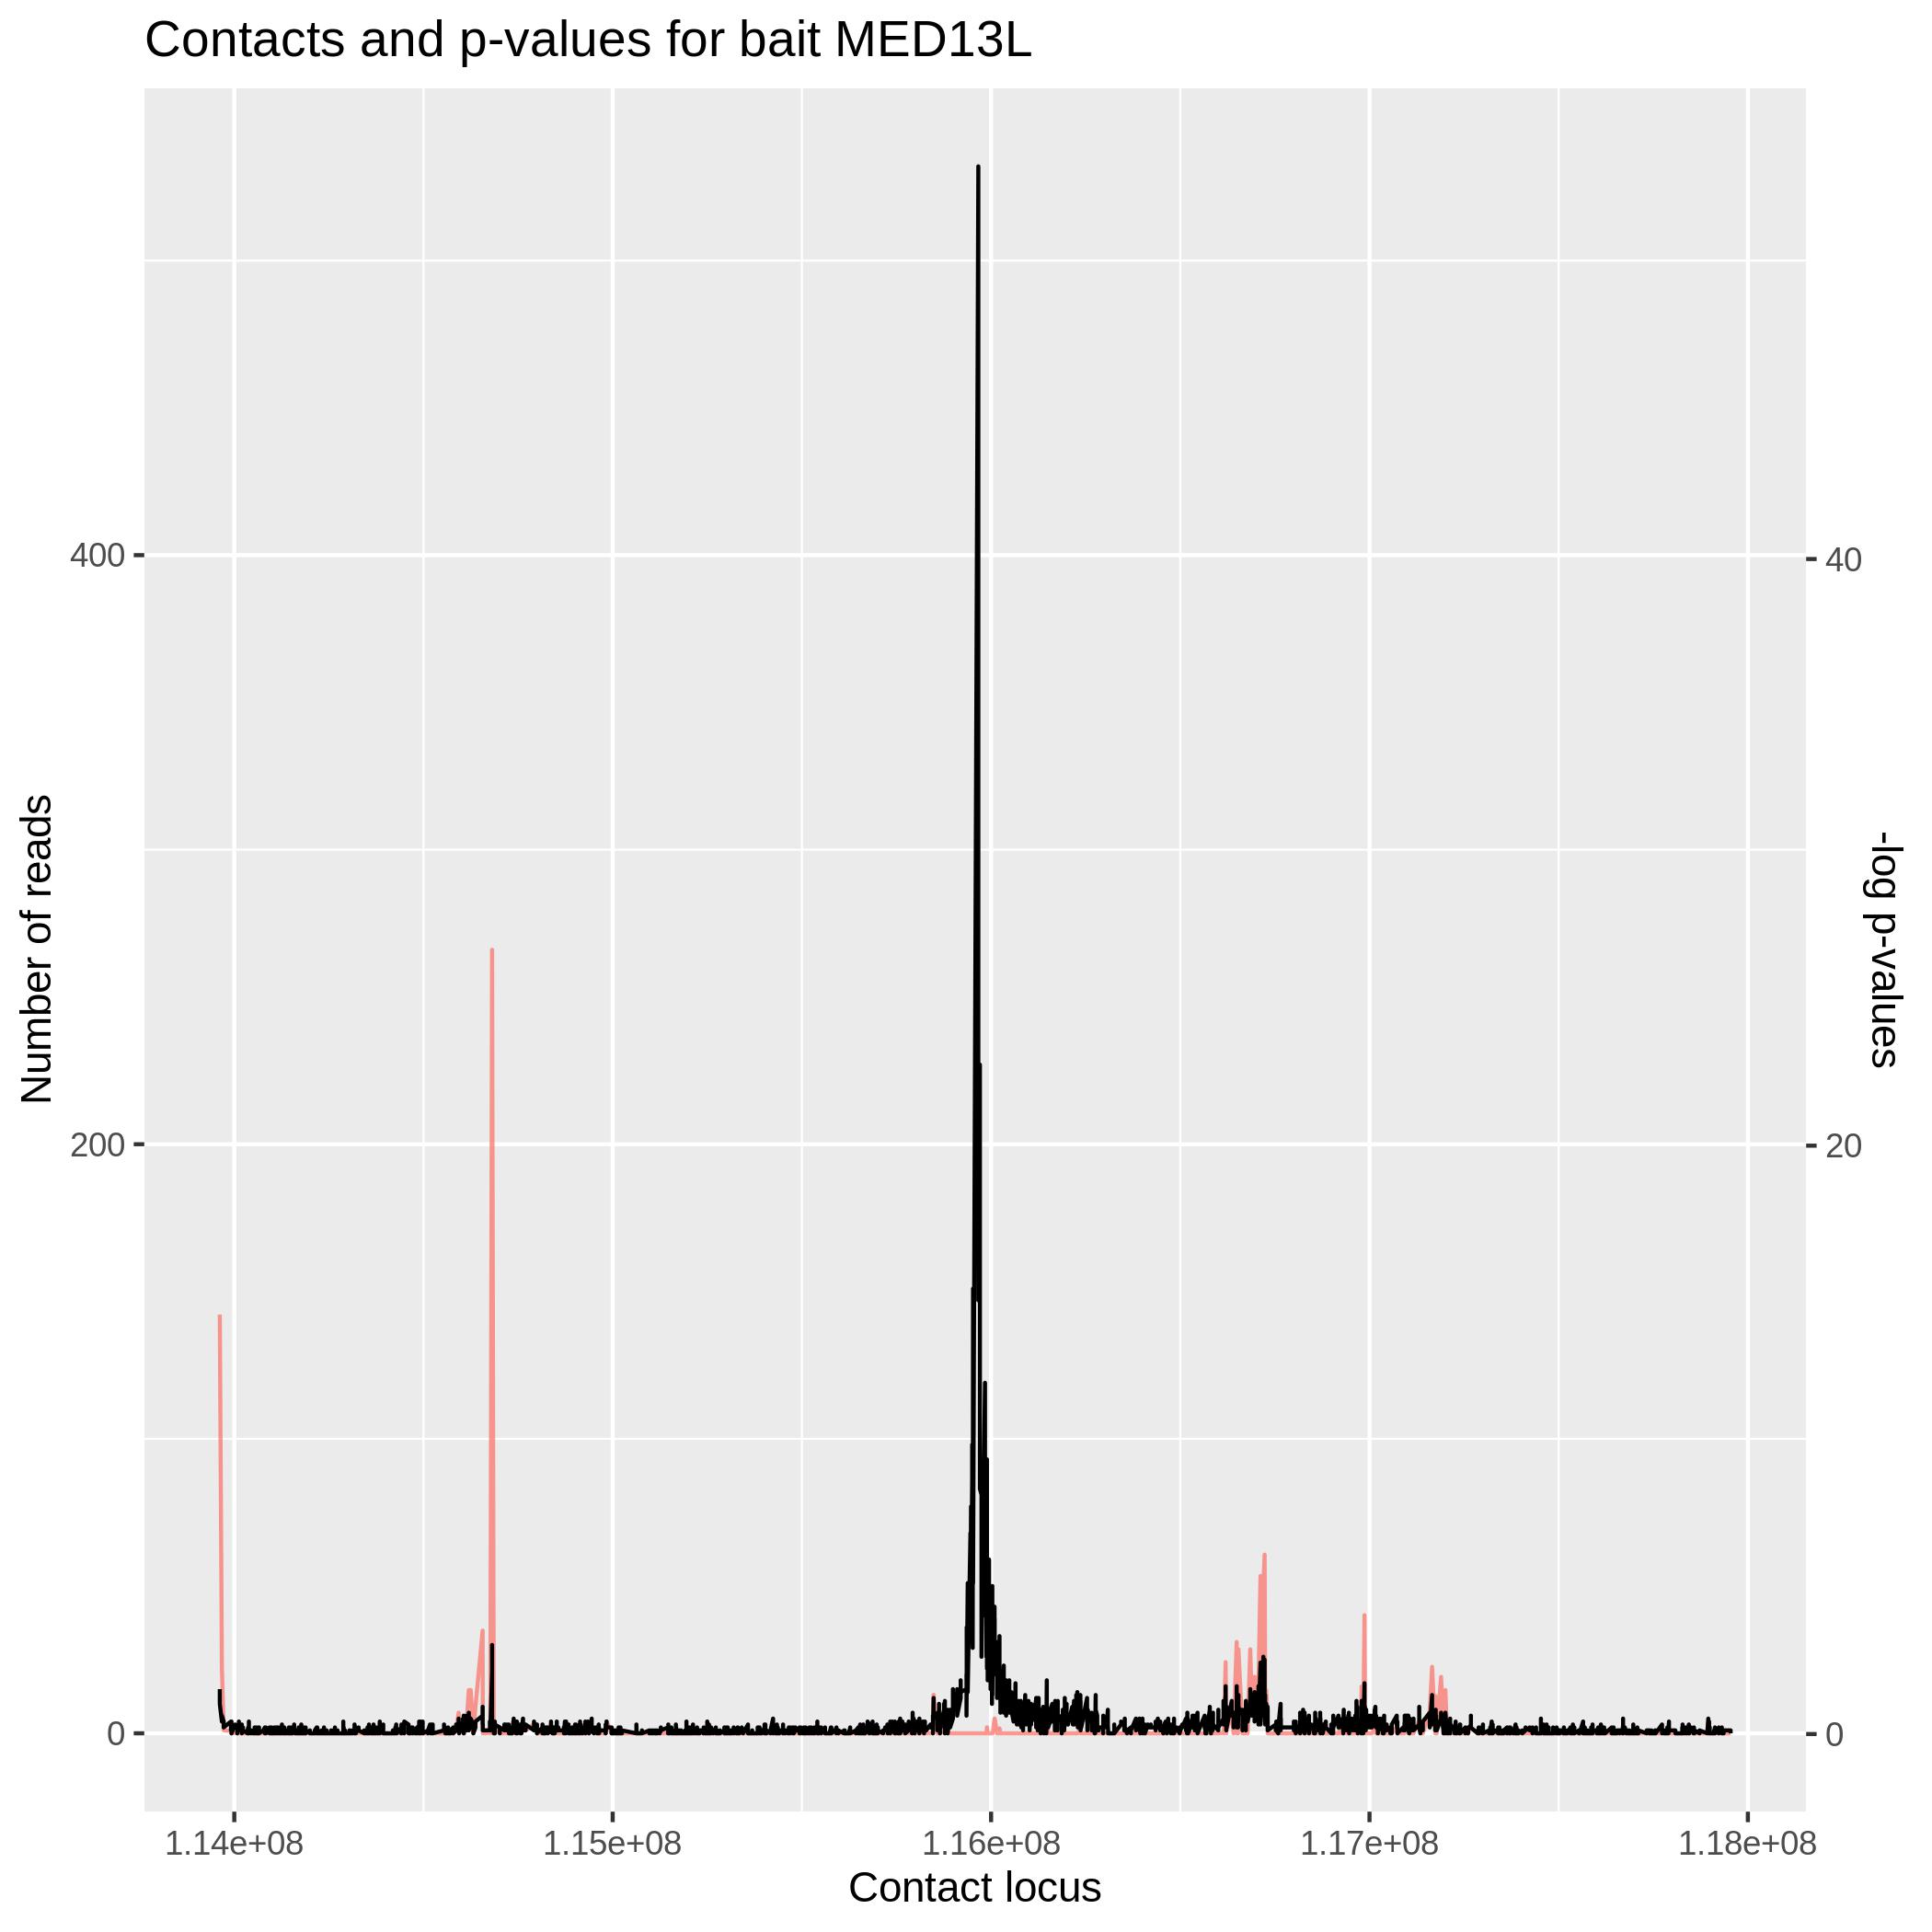 Contacts and p-values for bait MED13L
400
200
0
40
20
0
Number of reads
-log p-values
1.14e+08
1.15e+08
1.16e+08
1.17e+08
1.18e+08
Contact locus